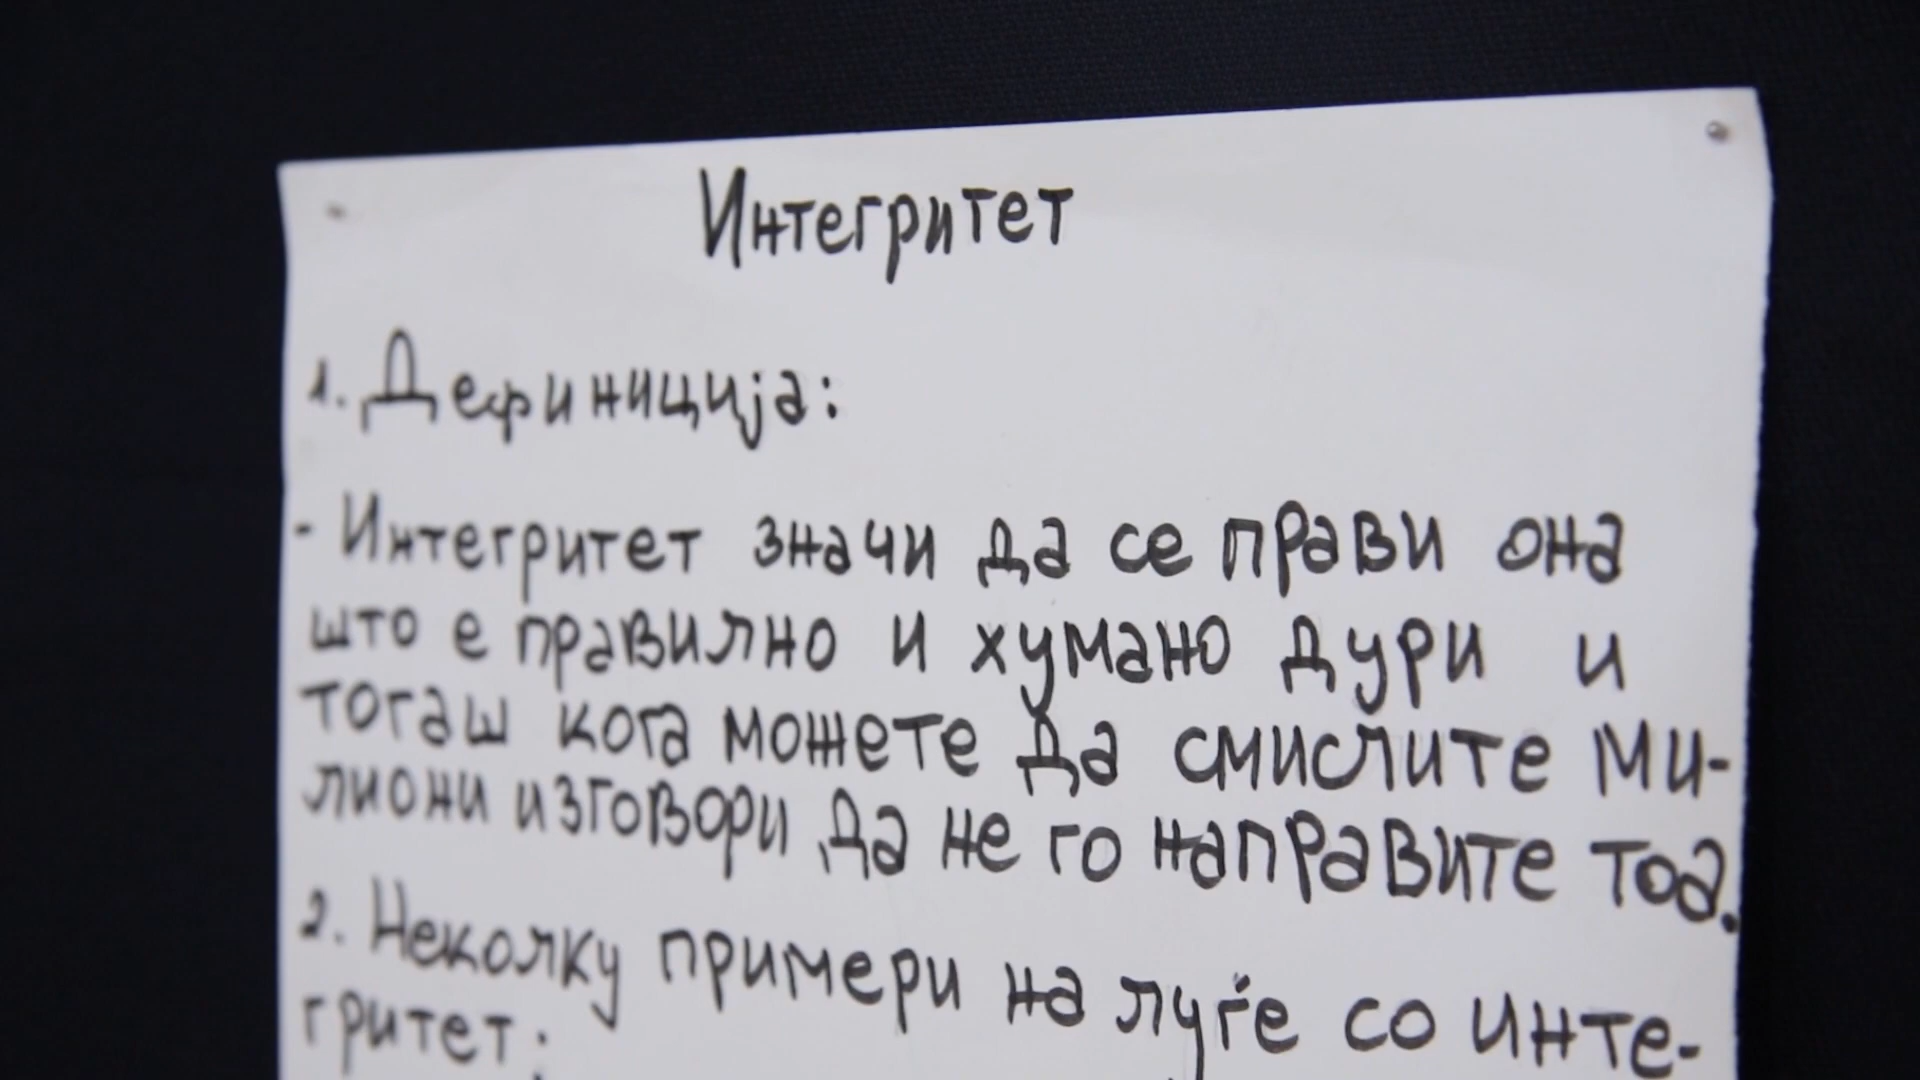 Интегритет
1. Дефиниција:
- Интегритет значи да се прави она
што е правилно и хумано дури и
тогаш кога можете да смислите ми-
лиони изговори да не го направите тоа.
2. Неколку примери на луѓе со инте-
гритет: